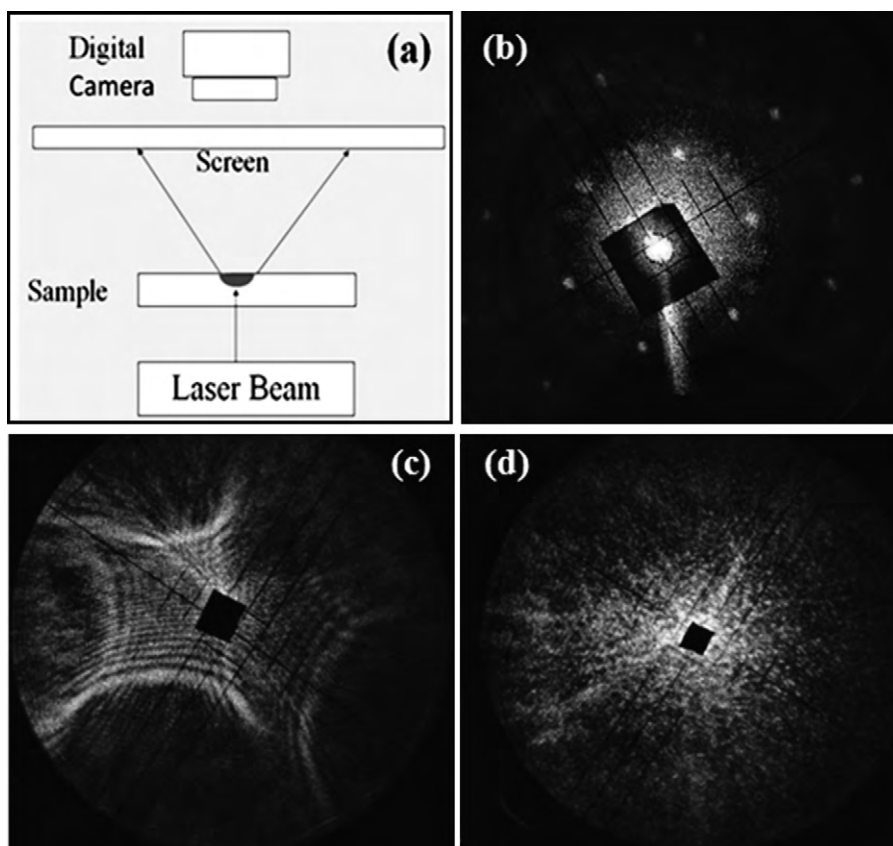 (a)
Digital
Camera
Screen
Sample
Laser Beam
(b)
(c)
(d)